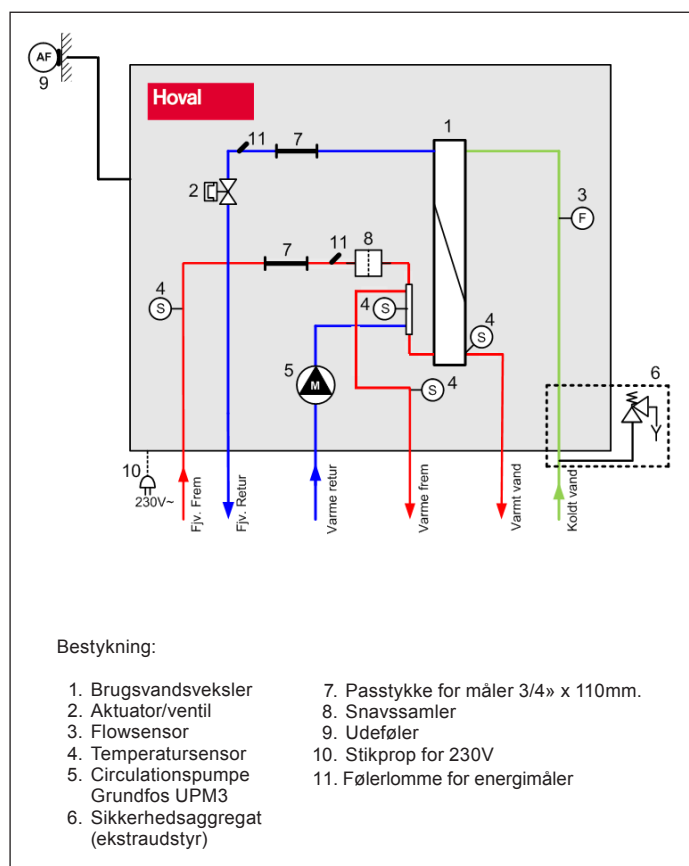 AF
9
Hoval
1
11
7
2
3
F
11
8
7
4
S
4
S
4
S
5
M
S
4
6
10
230V~
Fjv. Frem
Fjv. Retur
Varme retur
Varme frem
Varmt vand
Koldt vand
Bestykning:
1. Brugsvandsveksler
2. Aktuator/ventil
3. Flowsensor
4. Temperatursensor
5. Circulationspumpe
Grundfos UPM3
6. Sikkerhedsaggregat
(ekstraudstyr)
7. Passtykke for måler 3/4» x 110mm.
8. Snavssamler
9. Udeføler
10. Stikprop for 230V
11. Følerlomme for energimåler